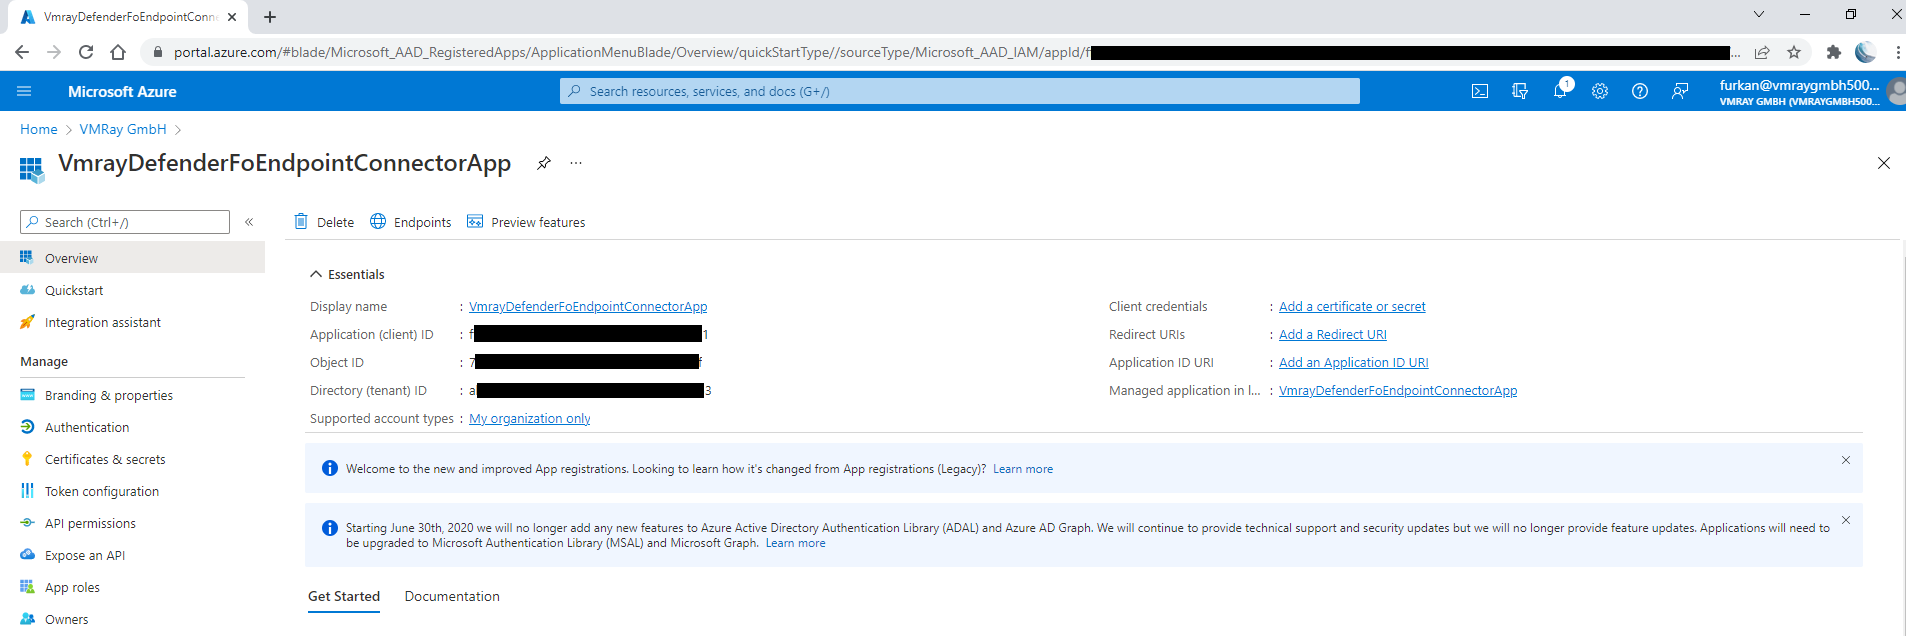 VmrayDefenderFoEndpointConne
portal.azure.com/#blade/Microsoft_AAD_RegisteredApps/ApplicationMenuBlade/Overview/quickStartType//sourceType/Microsoft_AAD_IAM/appId/f ...
Microsoft Azure
Search resources, services, and docs (G+/)
1
furkan@vmraygmbh500...
VMRAY GMBH (VMRAYGMBH500...
Home > VMRay GmbH >
VmrayDefenderFoEndpointConnectorApp
...
Search (Ctrl+/)
«
Delete
Endpoints
Preview features
Overview
Quickstart
Integration assistant
Manage
Branding & properties
Authentication
Certificates & secrets
Token configuration
API permissions
Expose an API
App roles
Owners
Essentials
Display name : VmrayDefenderFoEndpointConnectorApp
Application (client) ID : f 1
Object ID : 7 f
Directory (tenant) ID : a 3
Supported account types : My organization only
Client credentials : Add a certificate or secret
Redirect URIs : Add a Redirect URI
Application ID URI : Add an Application ID URI
Managed application in l... : VmrayDefenderFoEndpointConnectorApp
Welcome to the new and improved App registrations. Looking to learn how it's changed from App registrations (Legacy)? Learn more
Starting June 30th, 2020 we will no longer add any new features to Azure Active Directory Authentication Library (ADAL) and Azure AD Graph. We will continue to provide technical support and security updates but we will no longer provide feature updates. Applications will need to
be upgraded to Microsoft Authentication Library (MSAL) and Microsoft Graph. Learn more
Get Started
Documentation